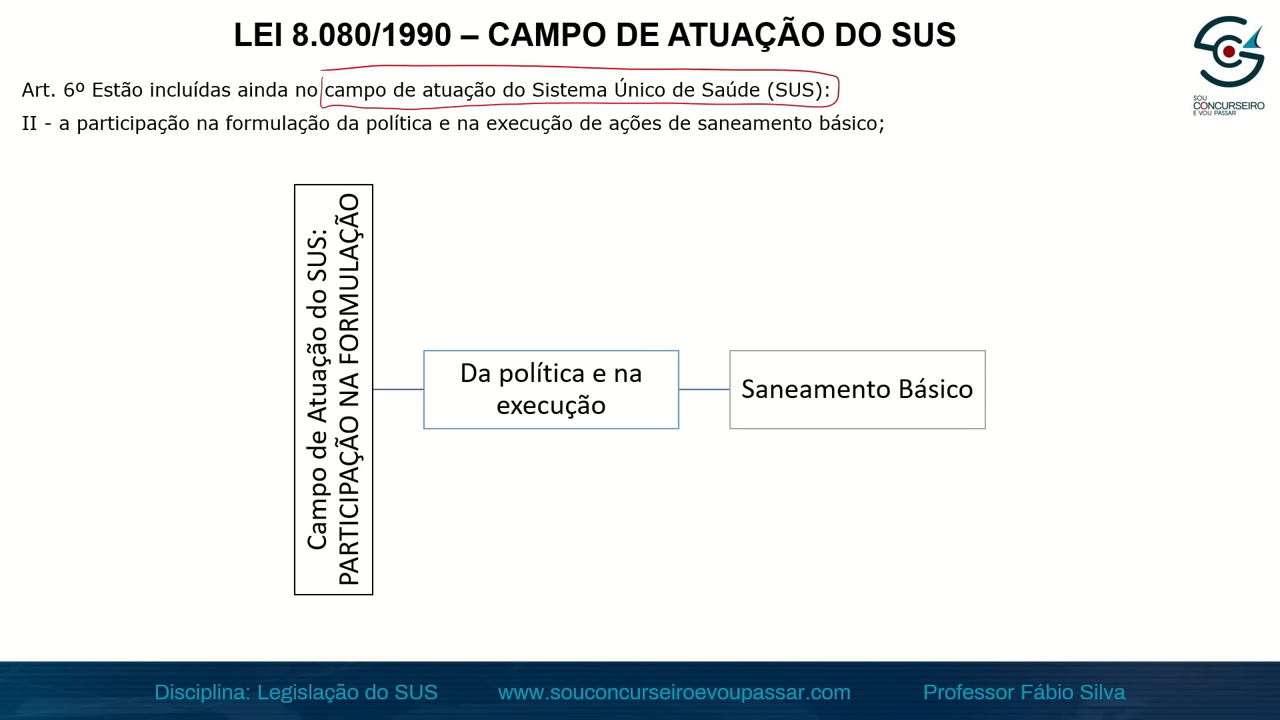 LEI 8.080/1990 – CAMPO DE ATUAÇÃO DO SUS
SOU
CONCURSEIRO
E VOU PASSAR
Art. 6º Estão incluídas ainda no campo de atuação do Sistema Único de Saúde (SUS):
II - a participação na formulação da política e na execução de ações de saneamento básico;
Campo de Atuação do SUS:
PARTICIPAÇÃO NA FORMULAÇÃO
Da política e na
execução
Saneamento Básico
Disciplina: Legislação do SUS www.souconcurseiroevoupassar.com Professor Fábio Silva